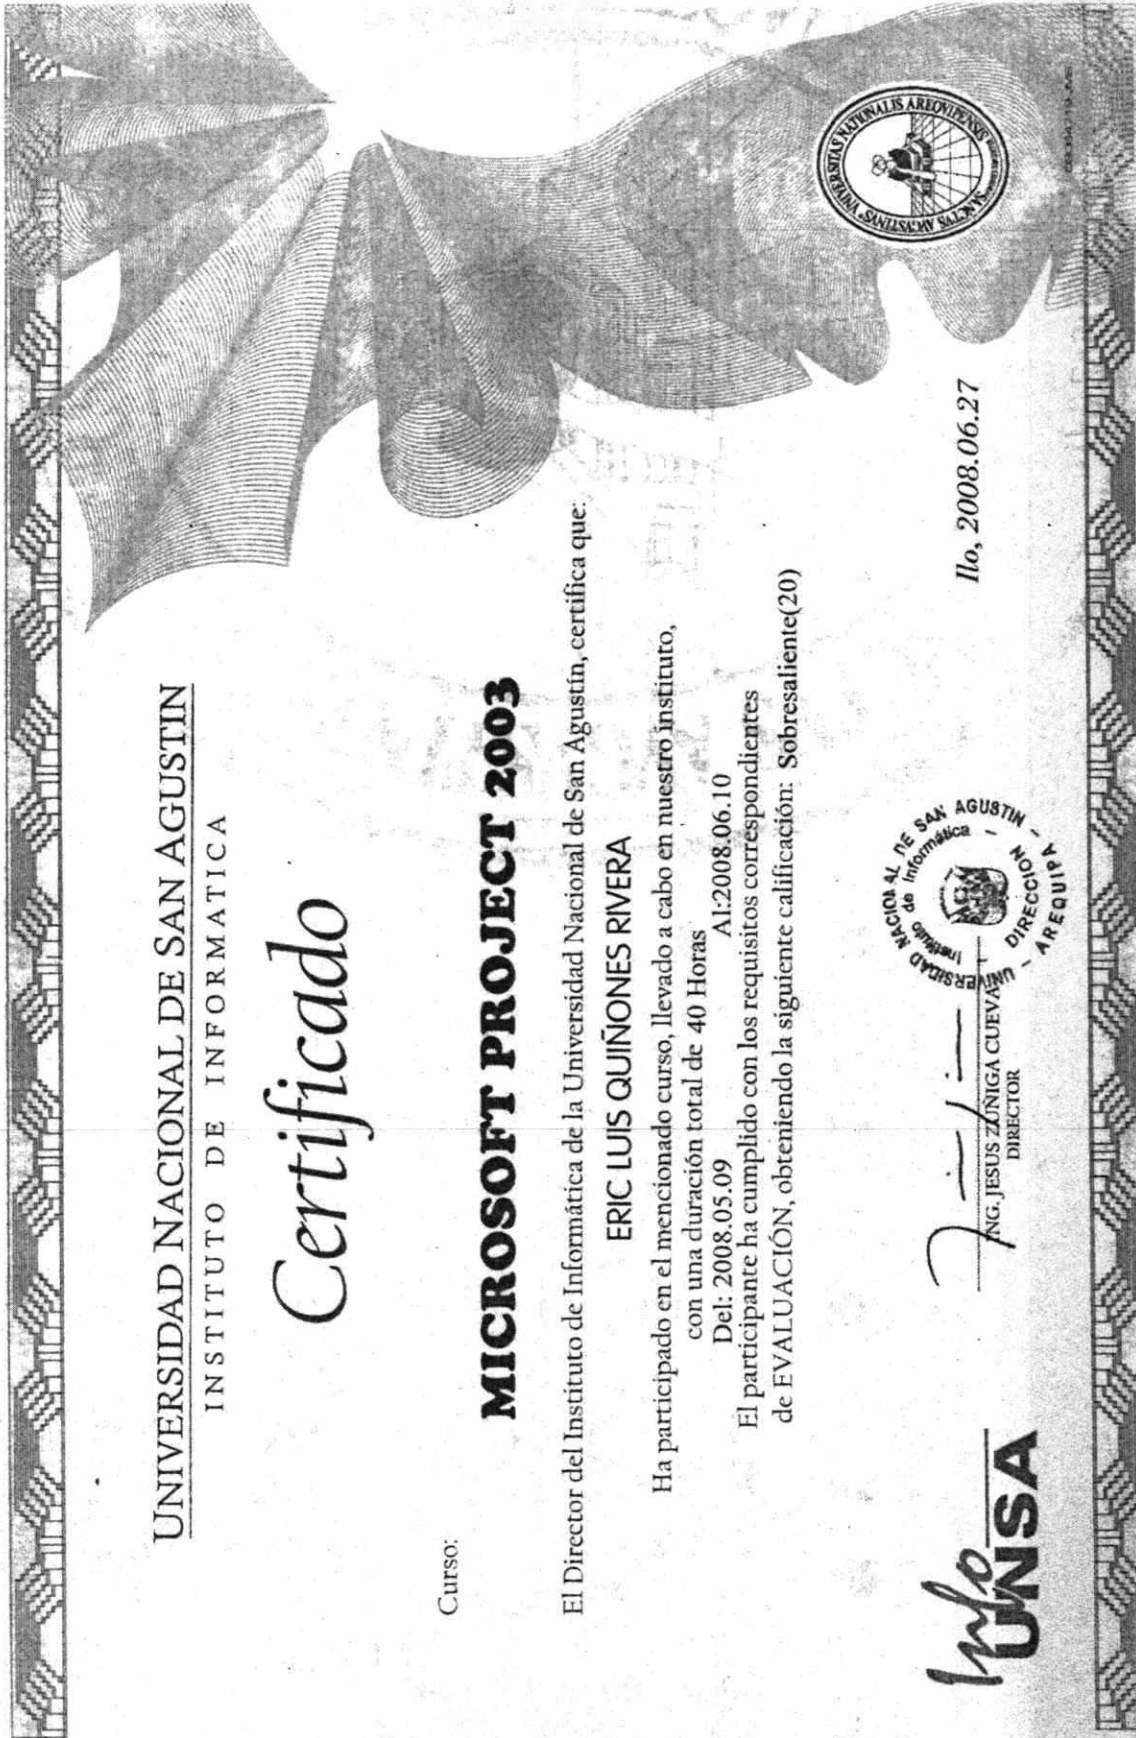 UNIVERSIDAD NACIONAL DE SAN AGUSTIN
INSTITUTO DE INFORMATICA
Certificado
Curso:
MICROSOFT PROJECT 2003
El Director del Instituto de Informática de la Universidad Nacional de San Agustín, certifica que:
ERIC LUIS QUIÑONES RIVERA
Ha participado en el mencionado curso, llevado a cabo en nuestro instituto,
con una duración total de 40 Horas
Del: 2008.05.09 Al:2008.06.10
El participante ha cumplido con los requisitos correspondientes
de EVALUACIÓN, obteniendo la siguiente calificación: Sobresaliente(20)
Ilo, 2008.06.27
Info
UNSA
ING. JESUS ZUÑIGA CUEVA
DIRECTOR
UNIVERSIDAD NACIONAL DE SAN AGUSTIN - AREQUIPA
Instituto de Informática -
DIRECCION
VNIVERSITAS NATIONALIS AREQVIPENSIS
SANCTVS AVGVSTINVS